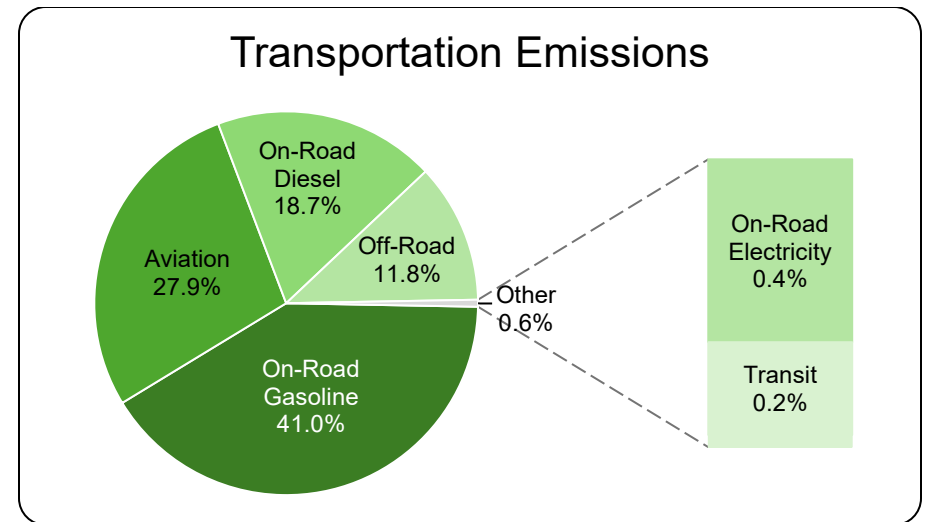 Transportation Emissions
On-Road
Diesel
18.7%
Off-Road
11.8%
Aviation
27.9%
Other
0.6%
On-Road
Gasoline
41.0%
On-Road
Electricity
0.4%
Transit
0.2%